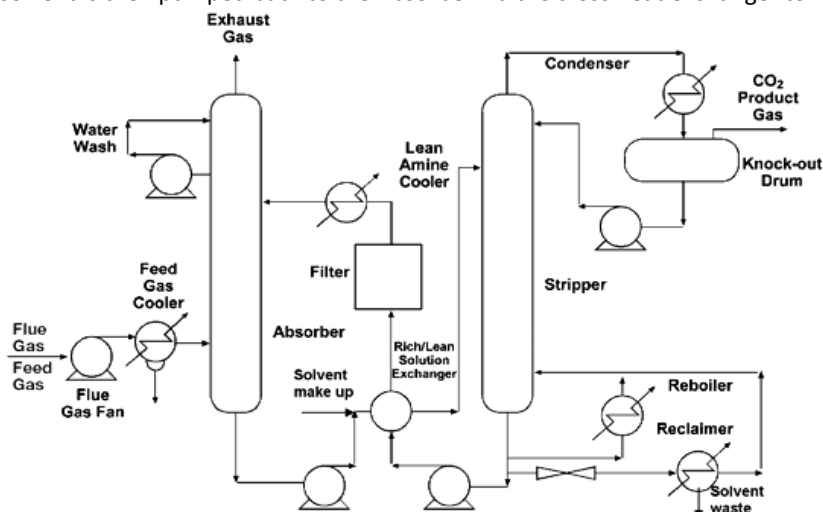 Exhaust
Gas
Condenser
CO₂
Product
Gas
Water
Wash
Lean
Amine
Cooler
Knock-out
Drum
Feed
Gas
Cooler
Filter
Stripper
Flue
Gas
Feed
Gas
Absorber
Rich/Lean
Solution
Exchanger
Flue
Gas Fan
Solvent
make up
Reboiler
Reclaimer
Solvent
waste